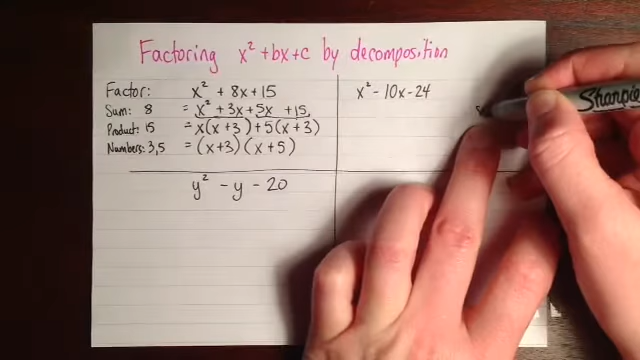 Factoring x² + bx + c by decomposition
Factor: x² + 8x + 15
Sum: 8 = x² + 3x + 5x + 15
Product: 15 = x(x+3) + 5(x+3)
Numbers: 3,5 = (x+3)(x+5)
x² - 10x - 24
y² - y - 20
Sharpie